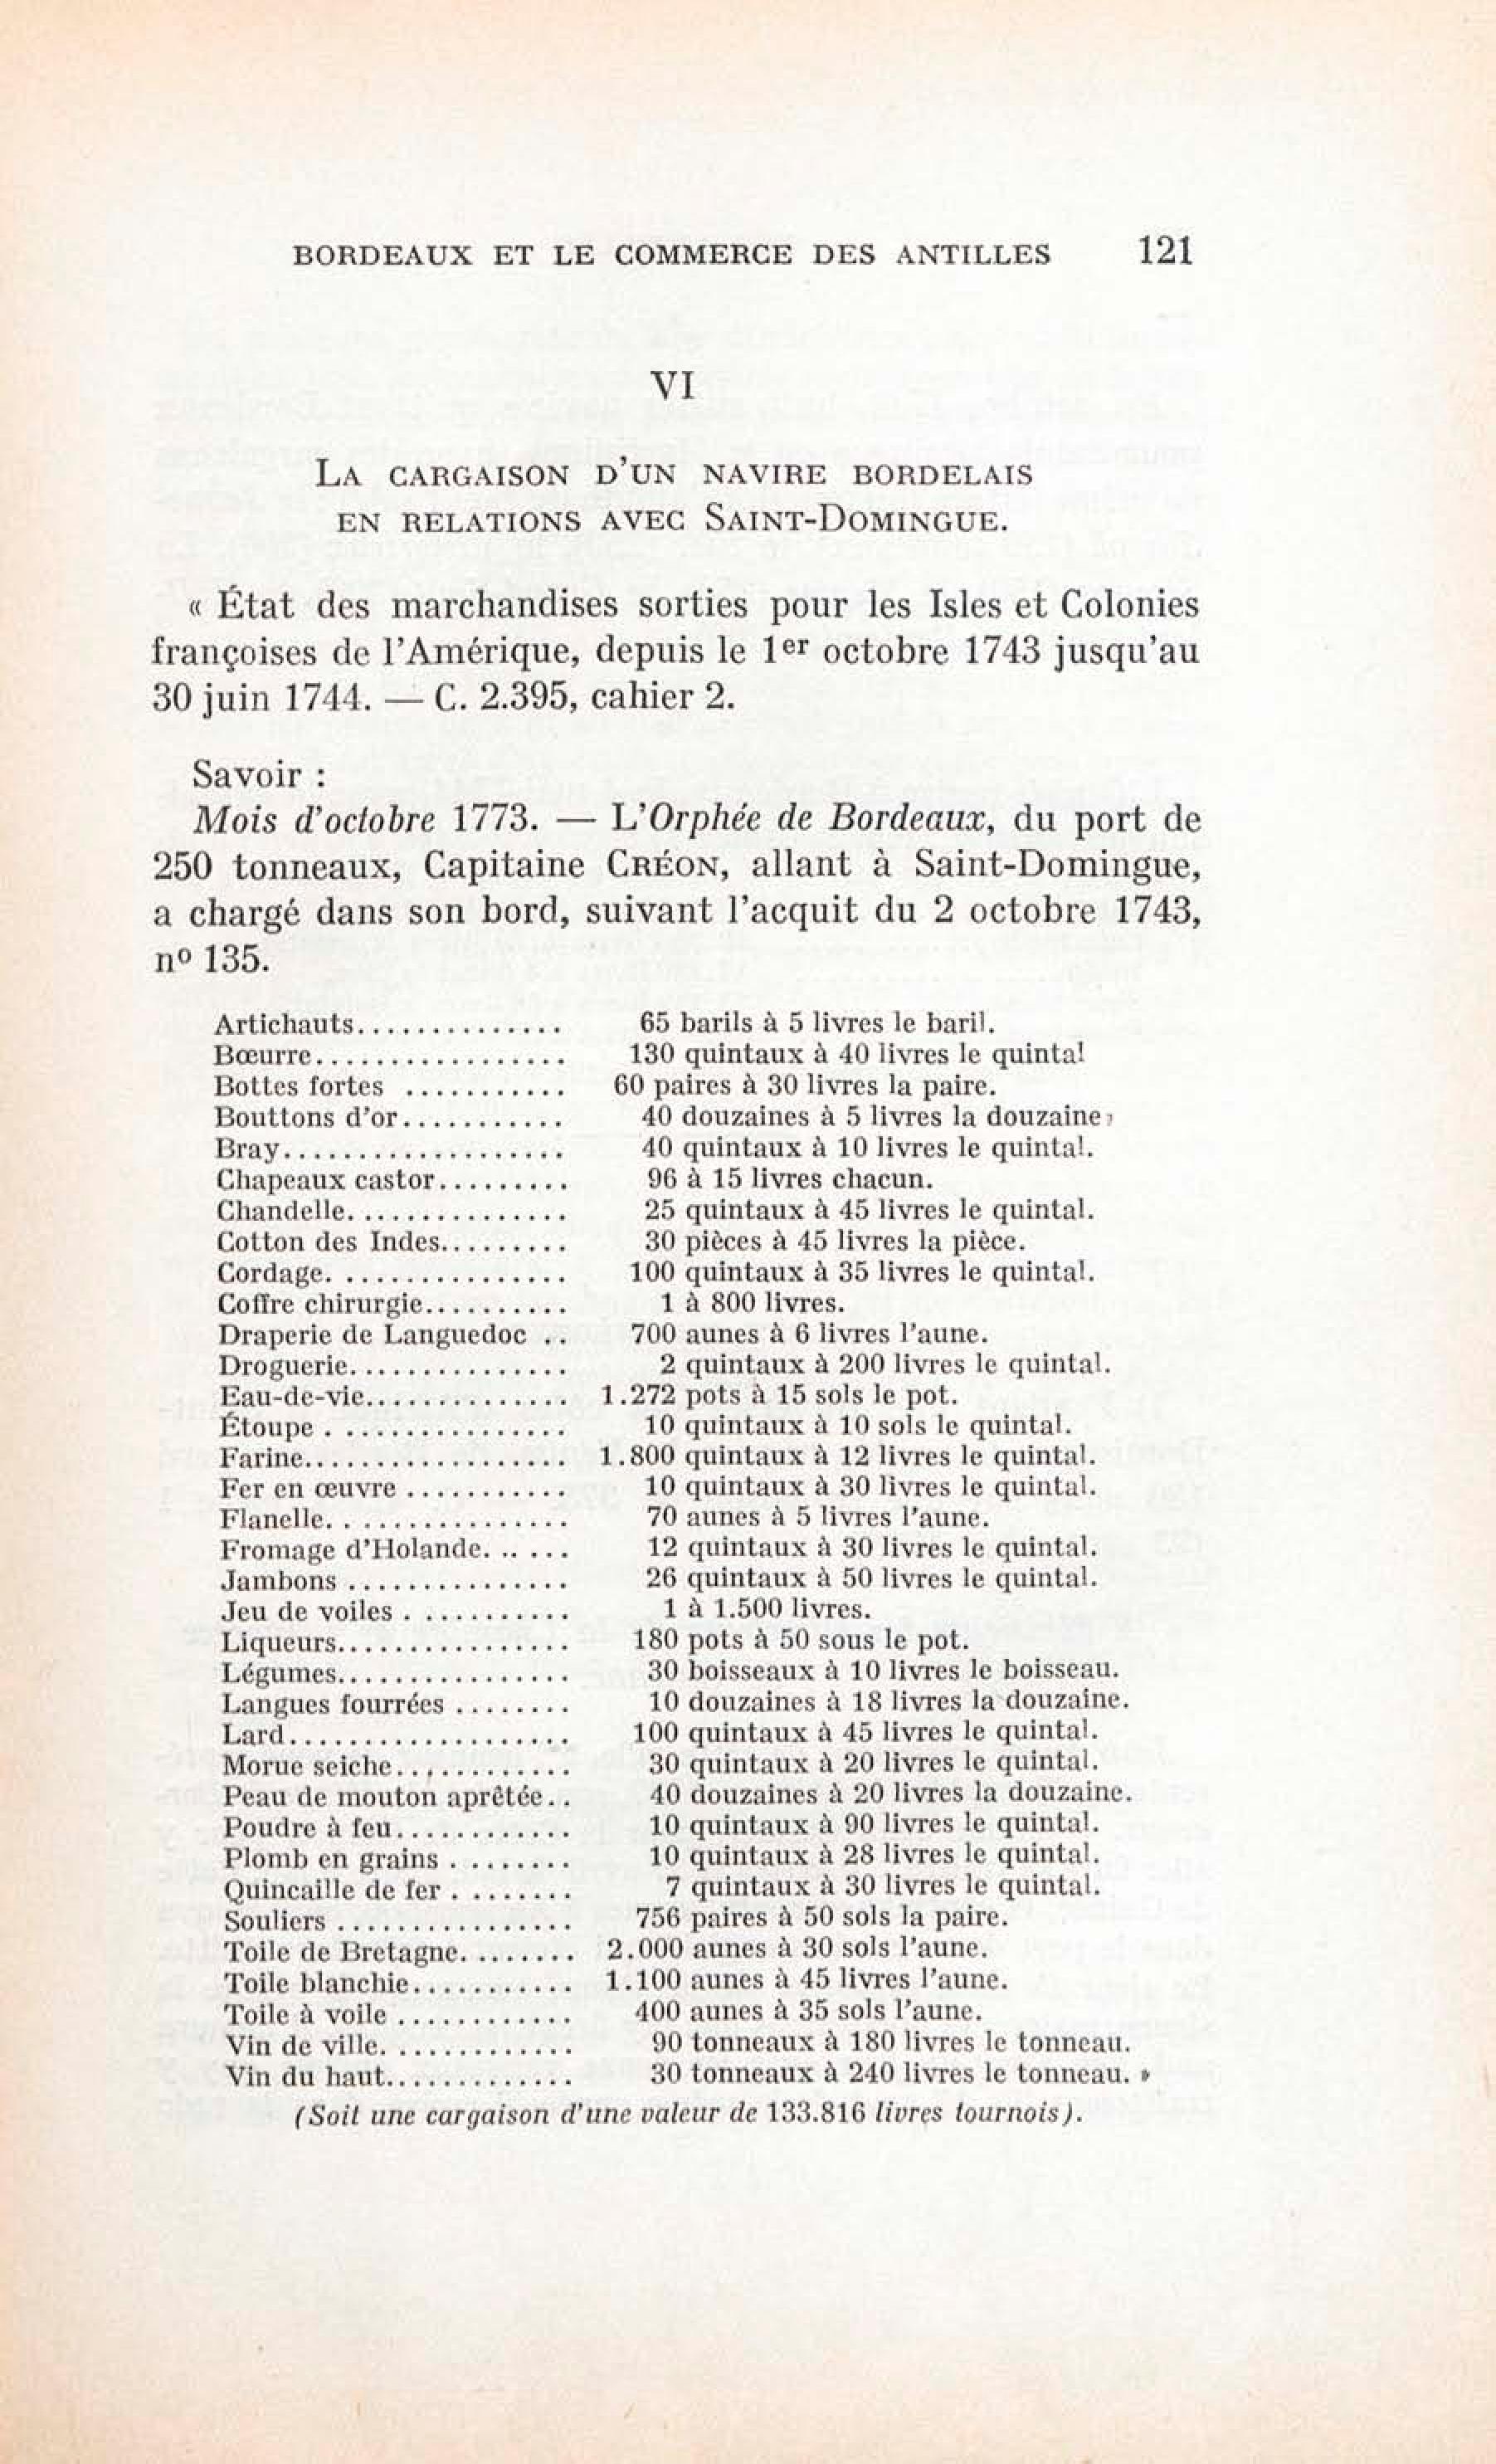 BORDEAUX ET LE COMMERCE DES ANTILLES 121
VI
LA CARGAISON D'UN NAVIRE BORDELAIS
EN RELATIONS AVEC SAINT-DOMINGUE.
« État des marchandises sorties pour les Isles et Colonies
françoises de l'Amérique, depuis le 1er octobre 1743 jusqu'au
30 juin 1744. — C. 2.395, cahier 2.
Savoir :
Mois d'octobre 1773. — L'Orphée de Bordeaux, du port de
250 tonneaux, Capitaine CRÉON, allant à Saint-Domingue,
a chargé dans son bord, suivant l'acquit du 2 octobre 1743,
nº 135.
Artichauts.............. 65 barils à 5 livres le baril.
Bœurre................. 130 quintaux à 40 livres le quintal
Bottes fortes ........... 60 paires à 30 livres la paire.
Bouttons d'or........... 40 douzaines à 5 livres la douzaine,
Bray................... 40 quintaux à 10 livres le quintal.
Chapeaux castor......... 96 à 15 livres chacun.
Chandelle............... 25 quintaux à 45 livres le quintal.
Cotton des Indes......... 30 pièces à 45 livres la pièce.
Cordage................ 100 quintaux à 35 livres le quintal.
Coffre chirurgie.......... 1 à 800 livres.
Draperie de Languedoc .. 700 aunes à 6 livres l'aune.
Droguerie............... 2 quintaux à 200 livres le quintal.
Eau-de-vie.............. 1.272 pots à 15 sols le pot.
Étoupe ................ 10 quintaux à 10 sols le quintal.
Farine.................. 1.800 quintaux à 12 livres le quintal.
Fer en œuvre ........... 10 quintaux à 30 livres le quintal.
Flanelle................ 70 aunes à 5 livres l'aune.
Fromage d'Holande...... 12 quintaux à 30 livres le quintal.
Jambons ............... 26 quintaux à 50 livres le quintal.
Jeu de voiles ........... 1 à 1.500 livres.
Liqueurs................ 180 pots à 50 sous le pot.
Légumes................ 30 boisseaux à 10 livres le boisseau.
Langues fourrées ........ 10 douzaines à 18 livres la douzaine.
Lard................... 100 quintaux à 45 livres le quintal.
Morue seiche............ 30 quintaux à 20 livres le quintal.
Peau de mouton aprêtée.. 40 douzaines à 20 livres la douzaine.
Poudre à feu............ 10 quintaux à 90 livres le quintal.
Plomb en grains ........ 10 quintaux à 28 livres le quintal.
Quincaille de fer ........ 7 quintaux à 30 livres le quintal.
Souliers ................ 756 paires à 50 sols la paire.
Toile de Bretagne........ 2.000 aunes à 30 sols l'aune.
Toile blanchie........... 1.100 aunes à 45 livres l'aune.
Toile à voile ............ 400 aunes à 35 sols l'aune.
Vin de ville............. 90 tonneaux à 180 livres le tonneau.
Vin du haut............. 30 tonneaux à 240 livres le tonneau. »
(Soit une cargaison d'une valeur de 133.816 livres tournois).